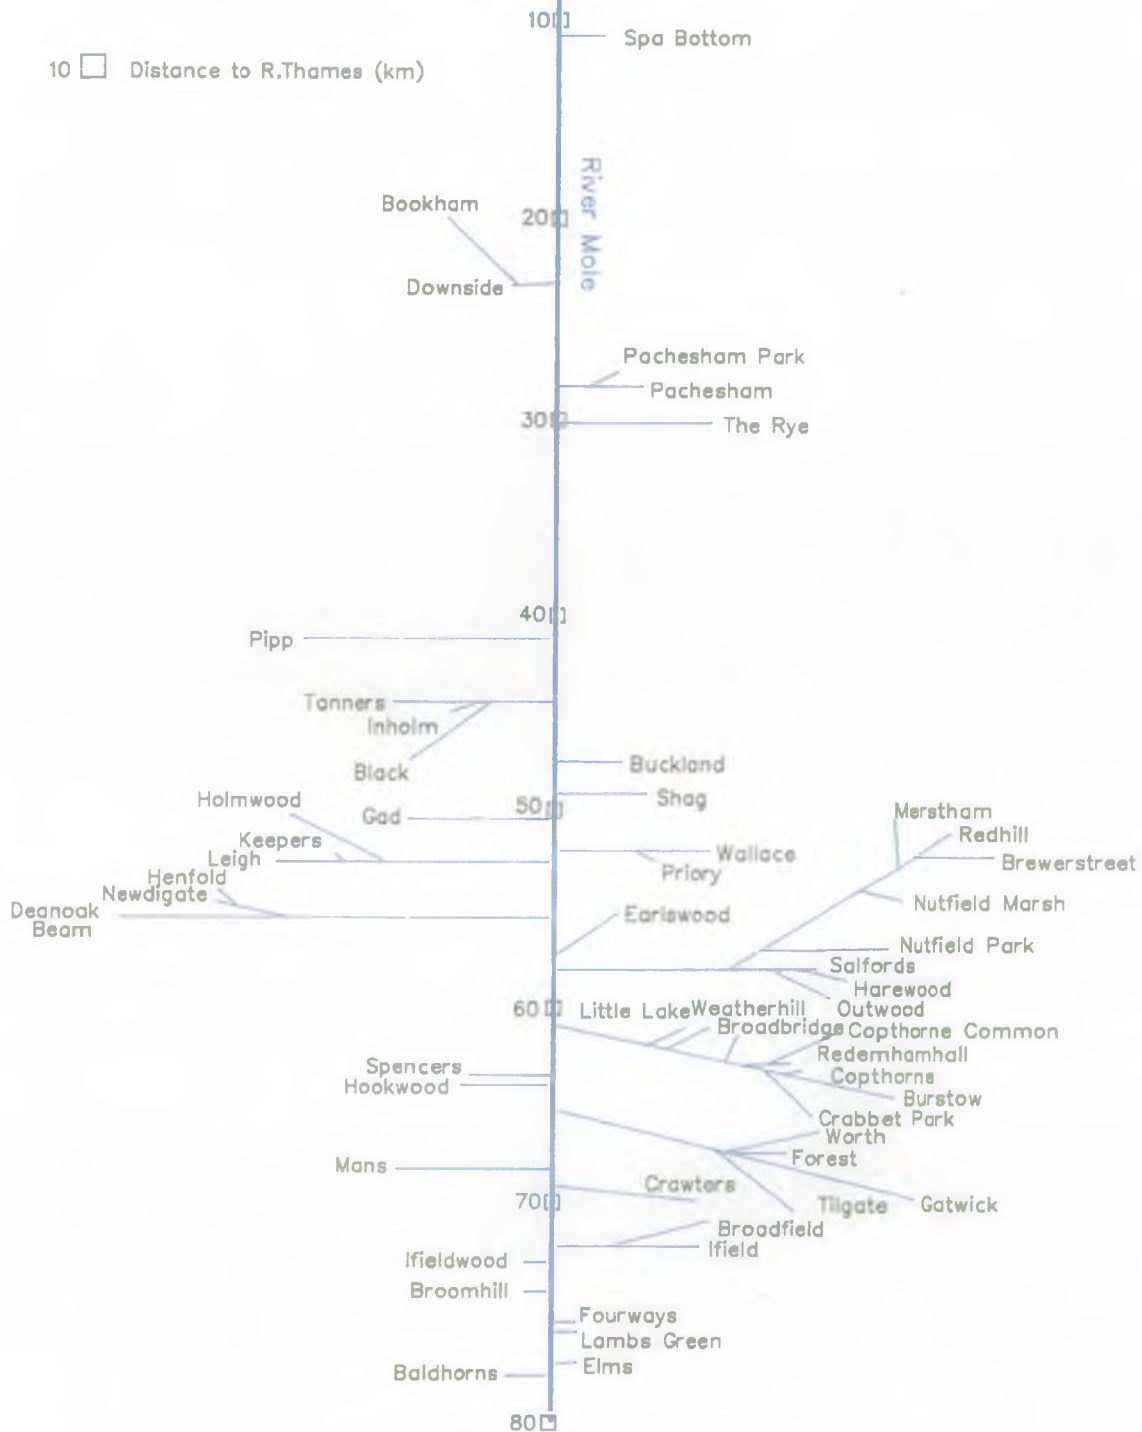 10
Spa Bottom
10 Distance to R.Thames (km)
River Mole
Bookham
20
Downside
Pachesham Park
Pachesham
30
The Rye
40
Pipp
Tanners
Inholm
Black
Buckland
Holmwood
Gad
50
Shag
Merstham
Redhill
Keepers
Leigh
Wallace
Brewerstreet
Priory
Henfold
Newdigate
Nutfield Marsh
Deanoak
Beam
Earlswood
Nutfield Park
Salfords
Harewood
Outwood
60
Little Lake
Weatherhill
Broadbridge
Copthorne Common
Redemhamhall
Spencers
Copthorne
Hookwood
Burstow
Crabbet Park
Worth
Mans
Forest
Crawters
70
Tilgate
Gatwick
Broadfield
Ifield
Ifieldwood
Broomhill
Fourways
Lambs Green
Elms
Baldhorns
80